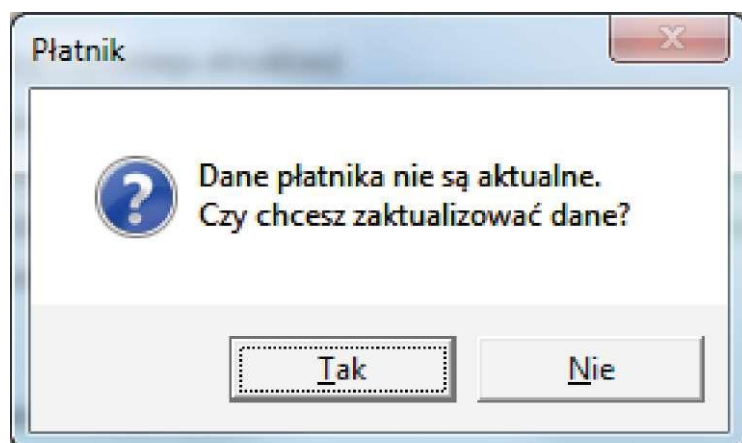 Płatnik
Dane płatnika nie są aktualne.
Czy chcesz zaktualizować dane?
Tak
Nie